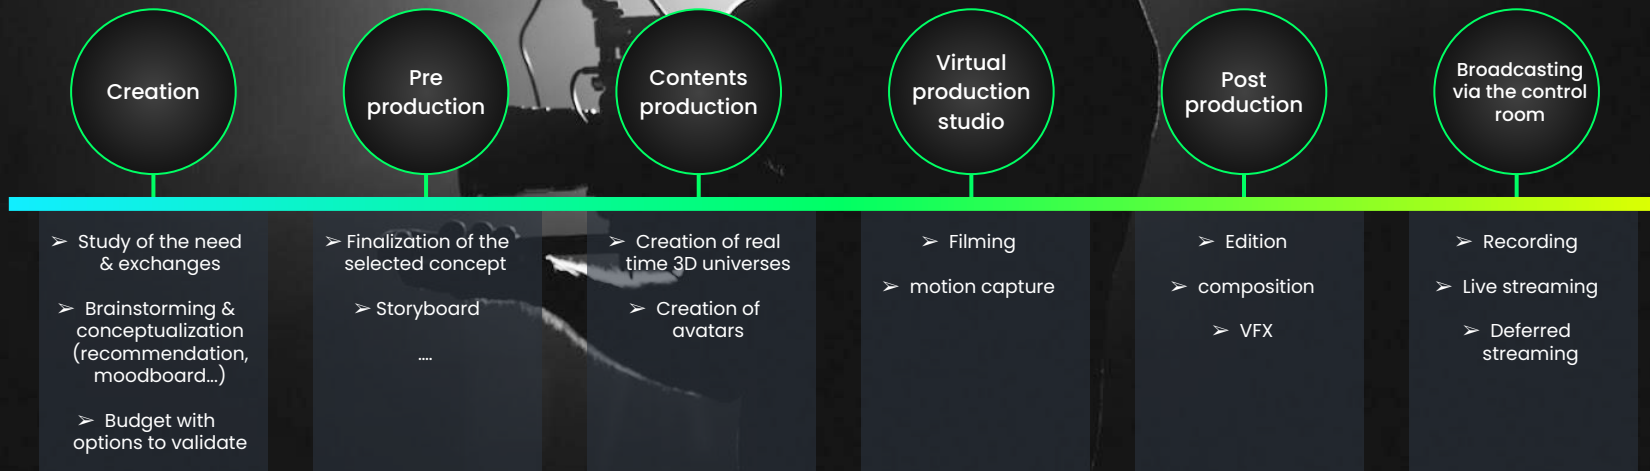 Creation
Pre
production
Contents
production
Virtual
production
studio
Post
production
Broadcasting
via the control
room
➢ Study of the need
& exchanges
➢ Brainstorming &
conceptualization
(recommendation,
moodboard…)
➢ Budget with
options to validate
➢ Finalization of the
selected concept
➢ Storyboard
….
➢ Creation of real
time 3D universes
➢ Creation of
avatars
➢ Filming
➢ motion capture
➢ Edition
➢ composition
➢ VFX
➢ Recording
➢ Live streaming
➢ Deferred
streaming